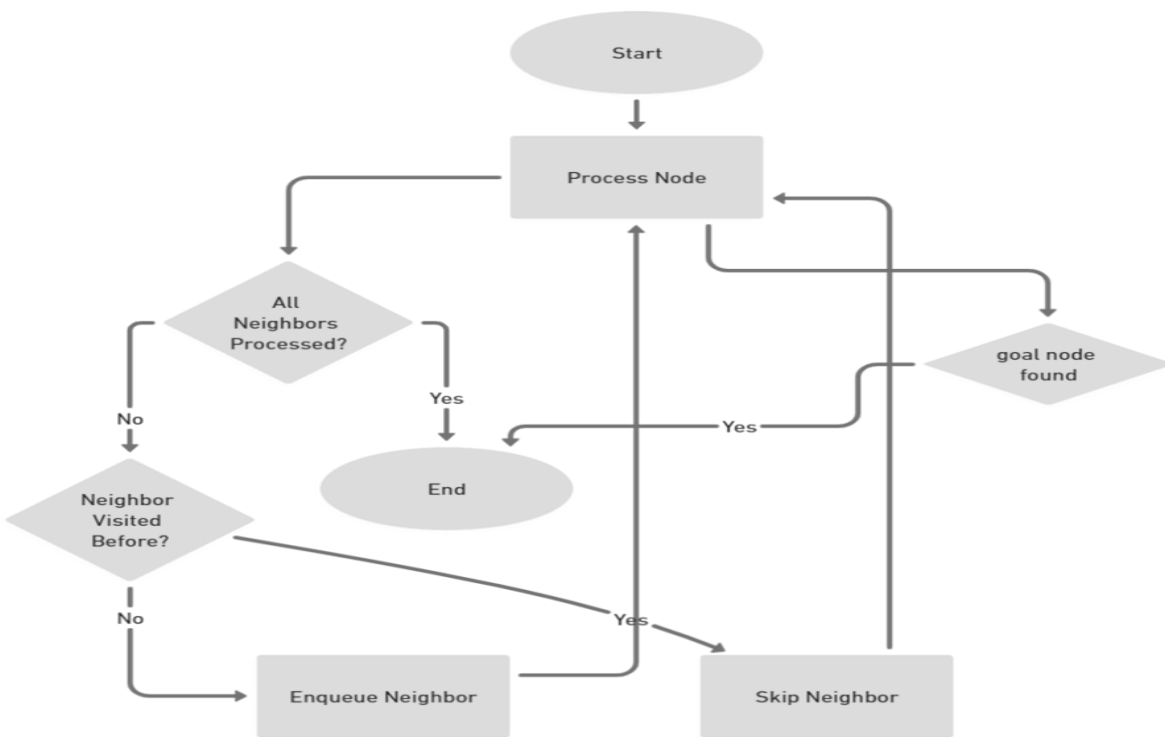 Start
Process Node
All
Neighbors
Processed?
goal node
found
Yes
No
Yes
End
Neighbor
Visited
Before?
No
Yes
Enqueue Neighbor
Skip Neighbor